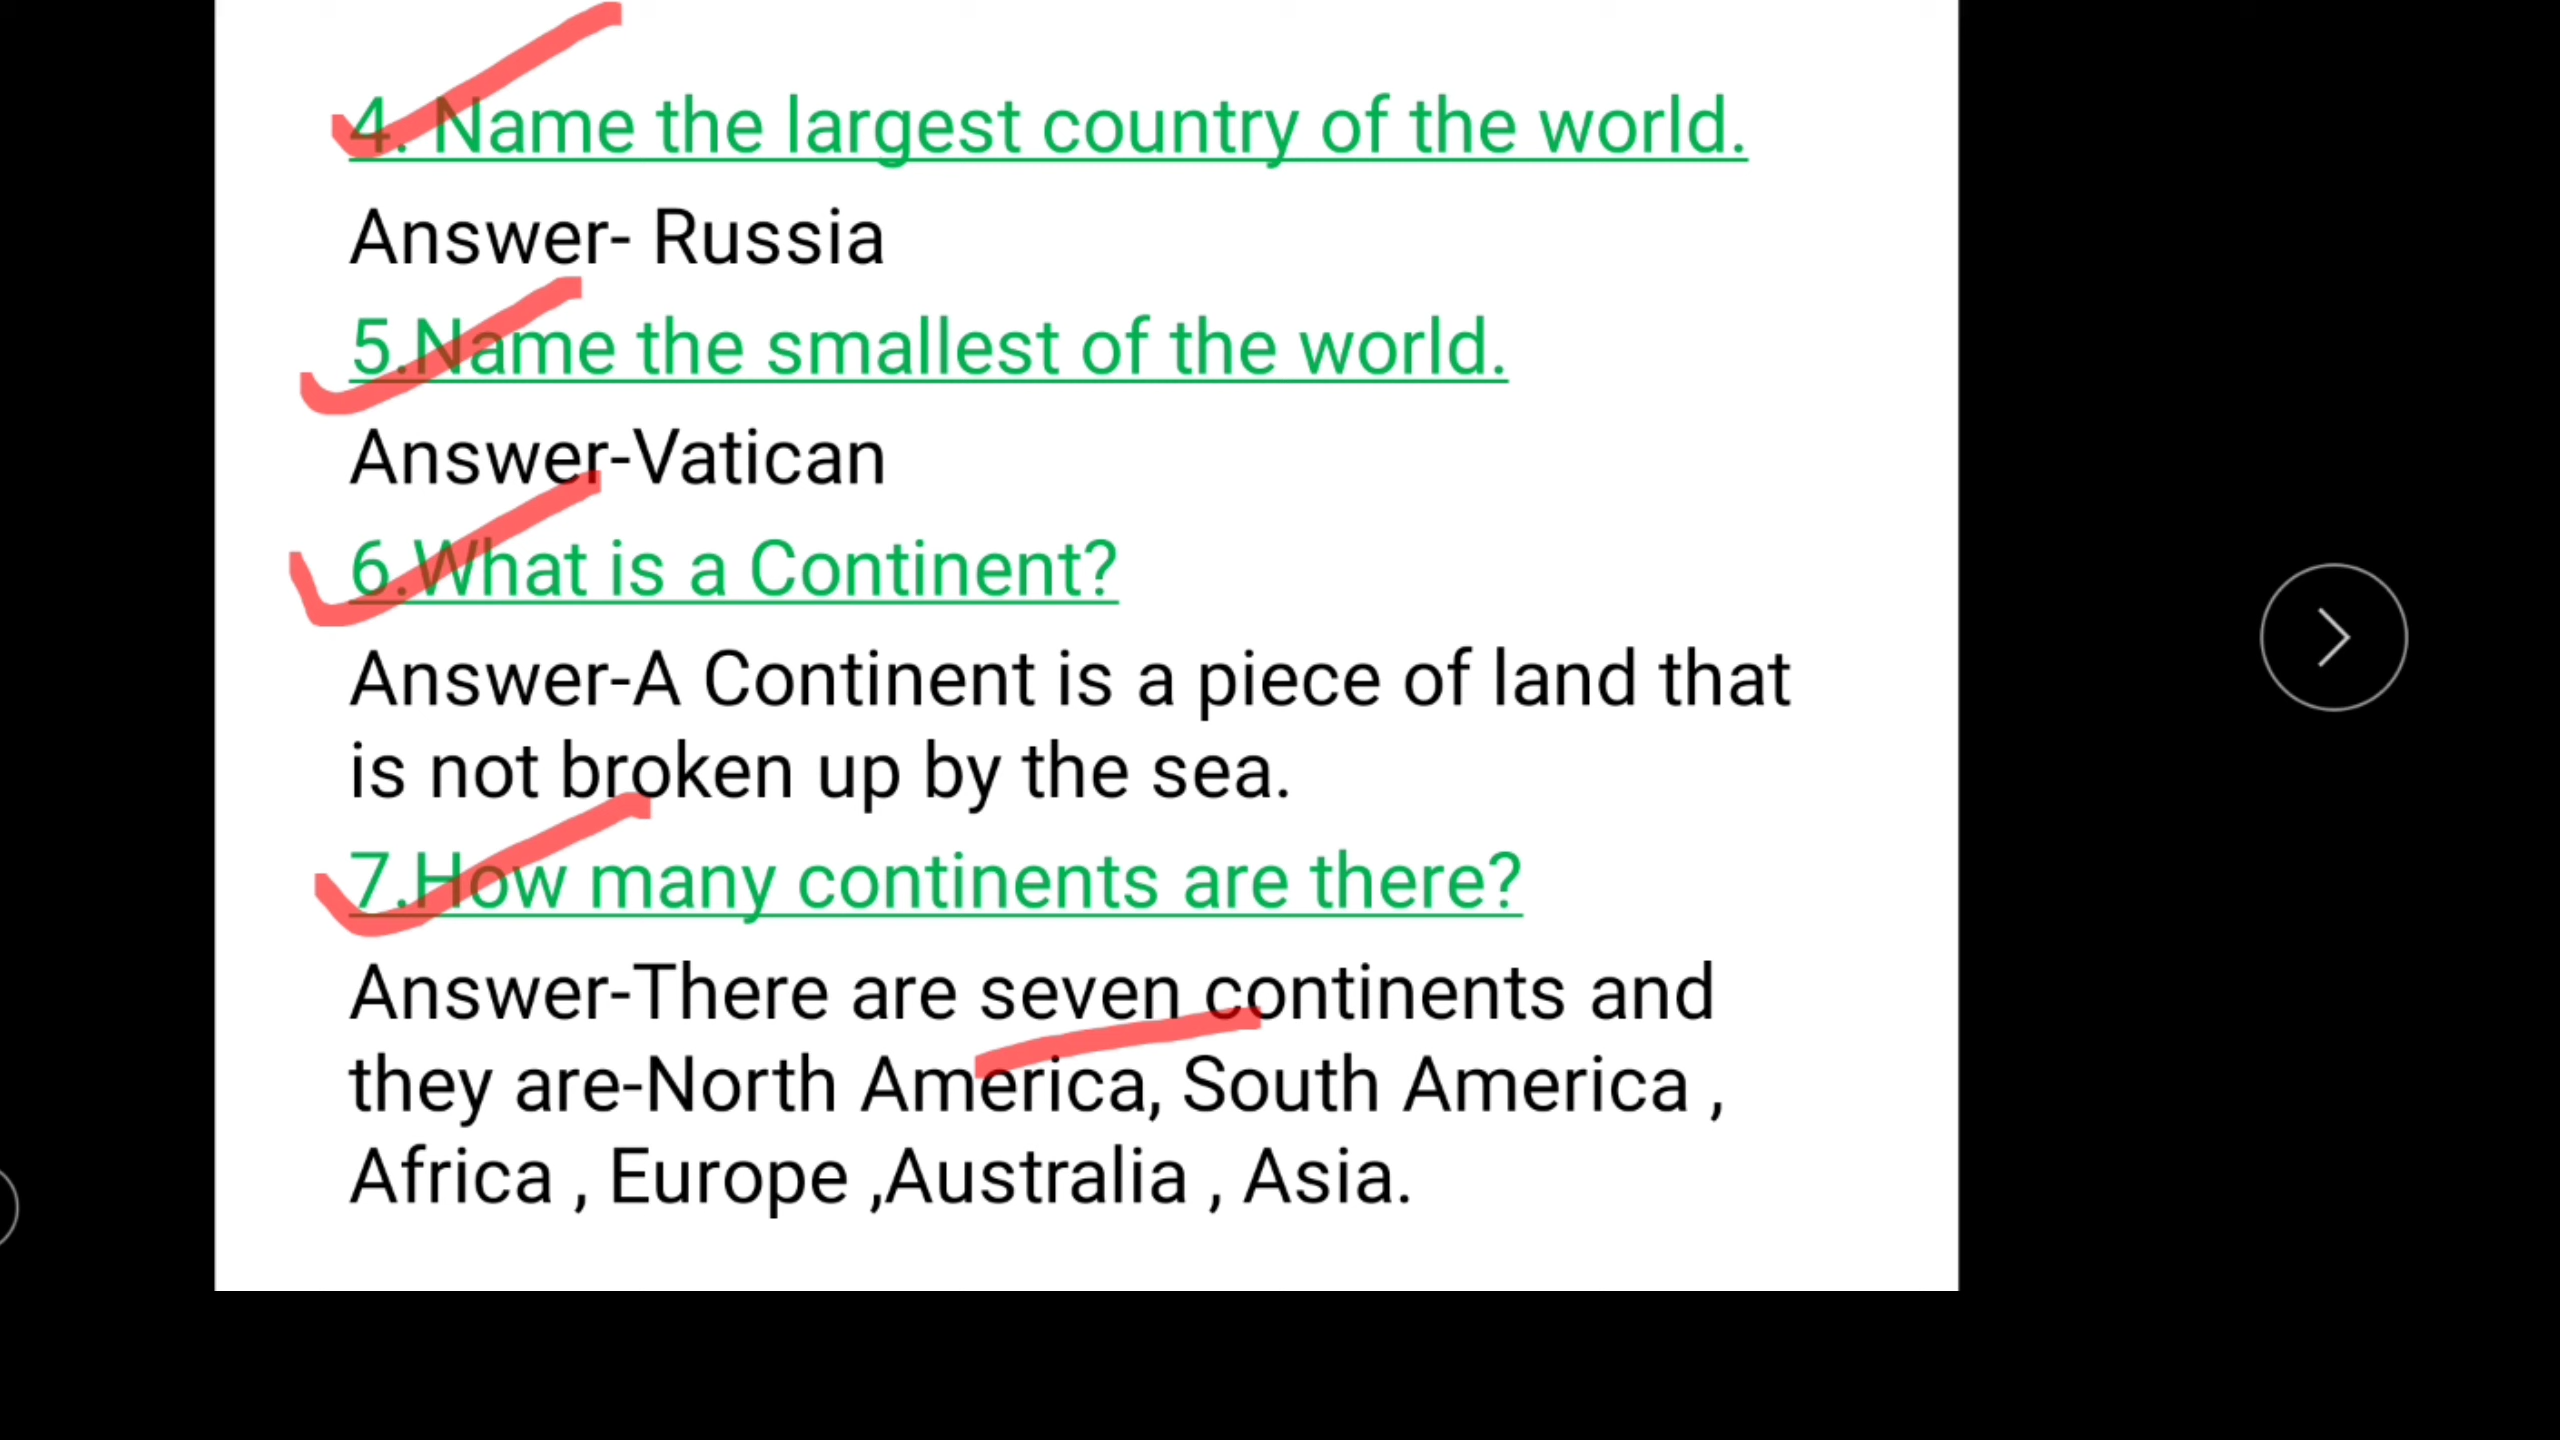 4. Name the largest country of the world.
Answer- Russia
5.Name the smallest of the world.
Answer-Vatican
6.What is a Continent?
Answer-A Continent is a piece of land that
is not broken up by the sea.
7.How many continents are there?
Answer-There are seven continents and
they are-North America, South America ,
Africa , Europe ,Australia , Asia.